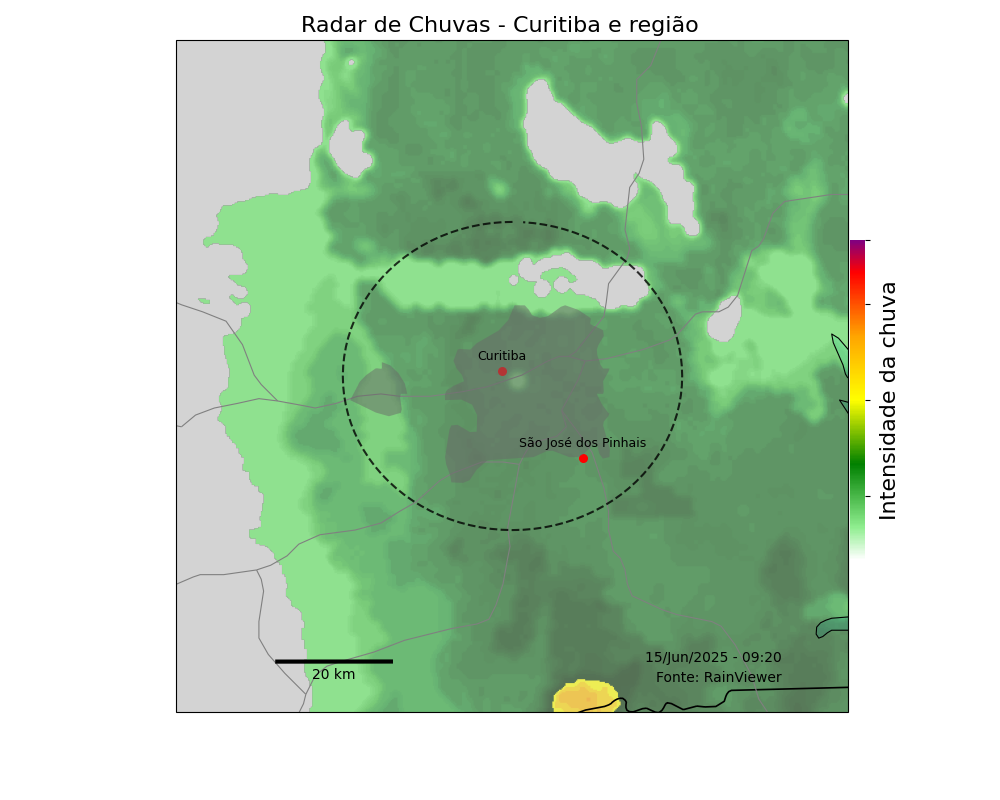 Radar de Chuvas - Curitiba e região
Curitiba
São José dos Pinhais
Intensidade da chuva
15/Jun/2025 - 09:20
Fonte: RainViewer
20 km